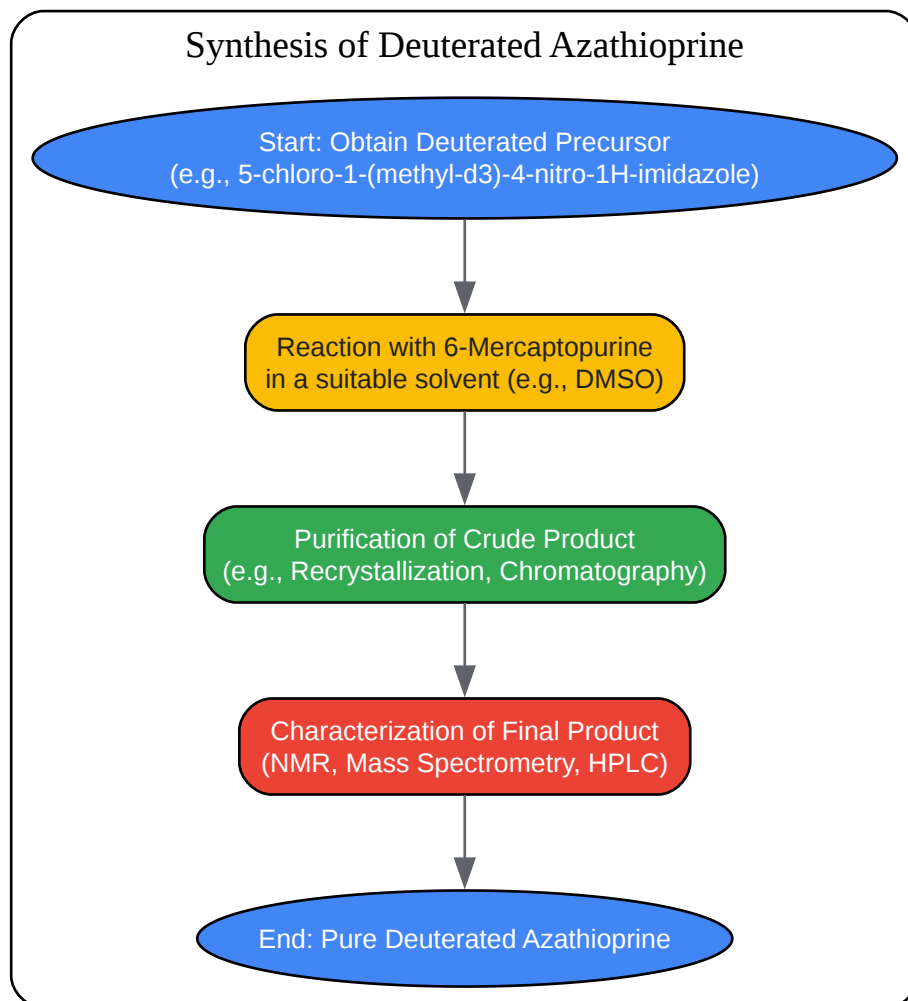 Synthesis of Deuterated Azathioprine
Start: Obtain Deuterated Precursor
(e.g., 5-chloro-1-(methyl-d3)-4-nitro-1H-imidazole)
Reaction with 6-Mercaptopurine
in a suitable solvent (e.g., DMSO)
Purification of Crude Product
(e.g., Recrystallization, Chromatography)
Characterization of Final Product
(NMR, Mass Spectrometry, HPLC)
End: Pure Deuterated Azathioprine